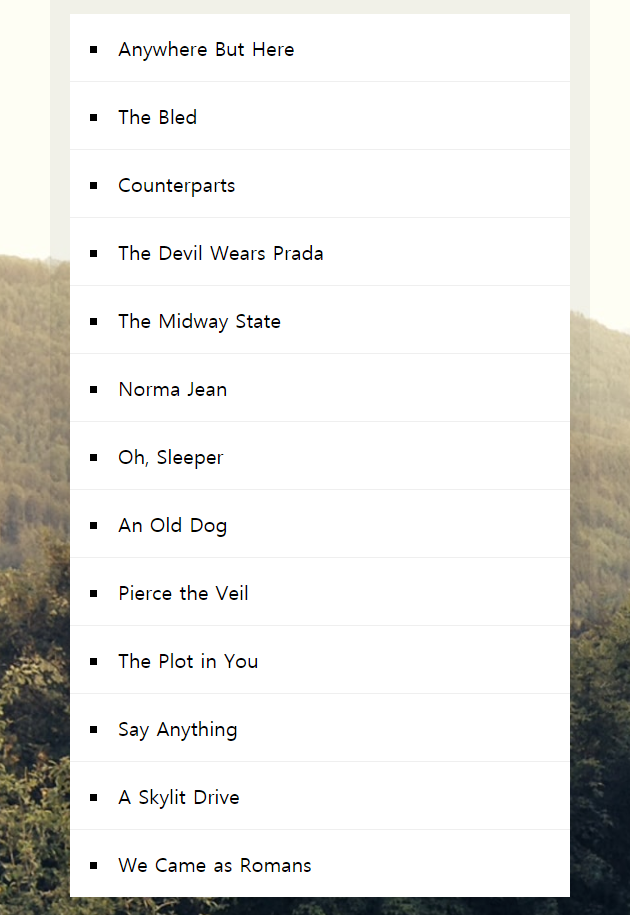 Anywhere But Here
The Bled
Counterparts
The Devil Wears Prada
The Midway State
Norma Jean
Oh, Sleeper
An Old Dog
Pierce the Veil
The Plot in You
Say Anything
A Skylit Drive
We Came as Romans